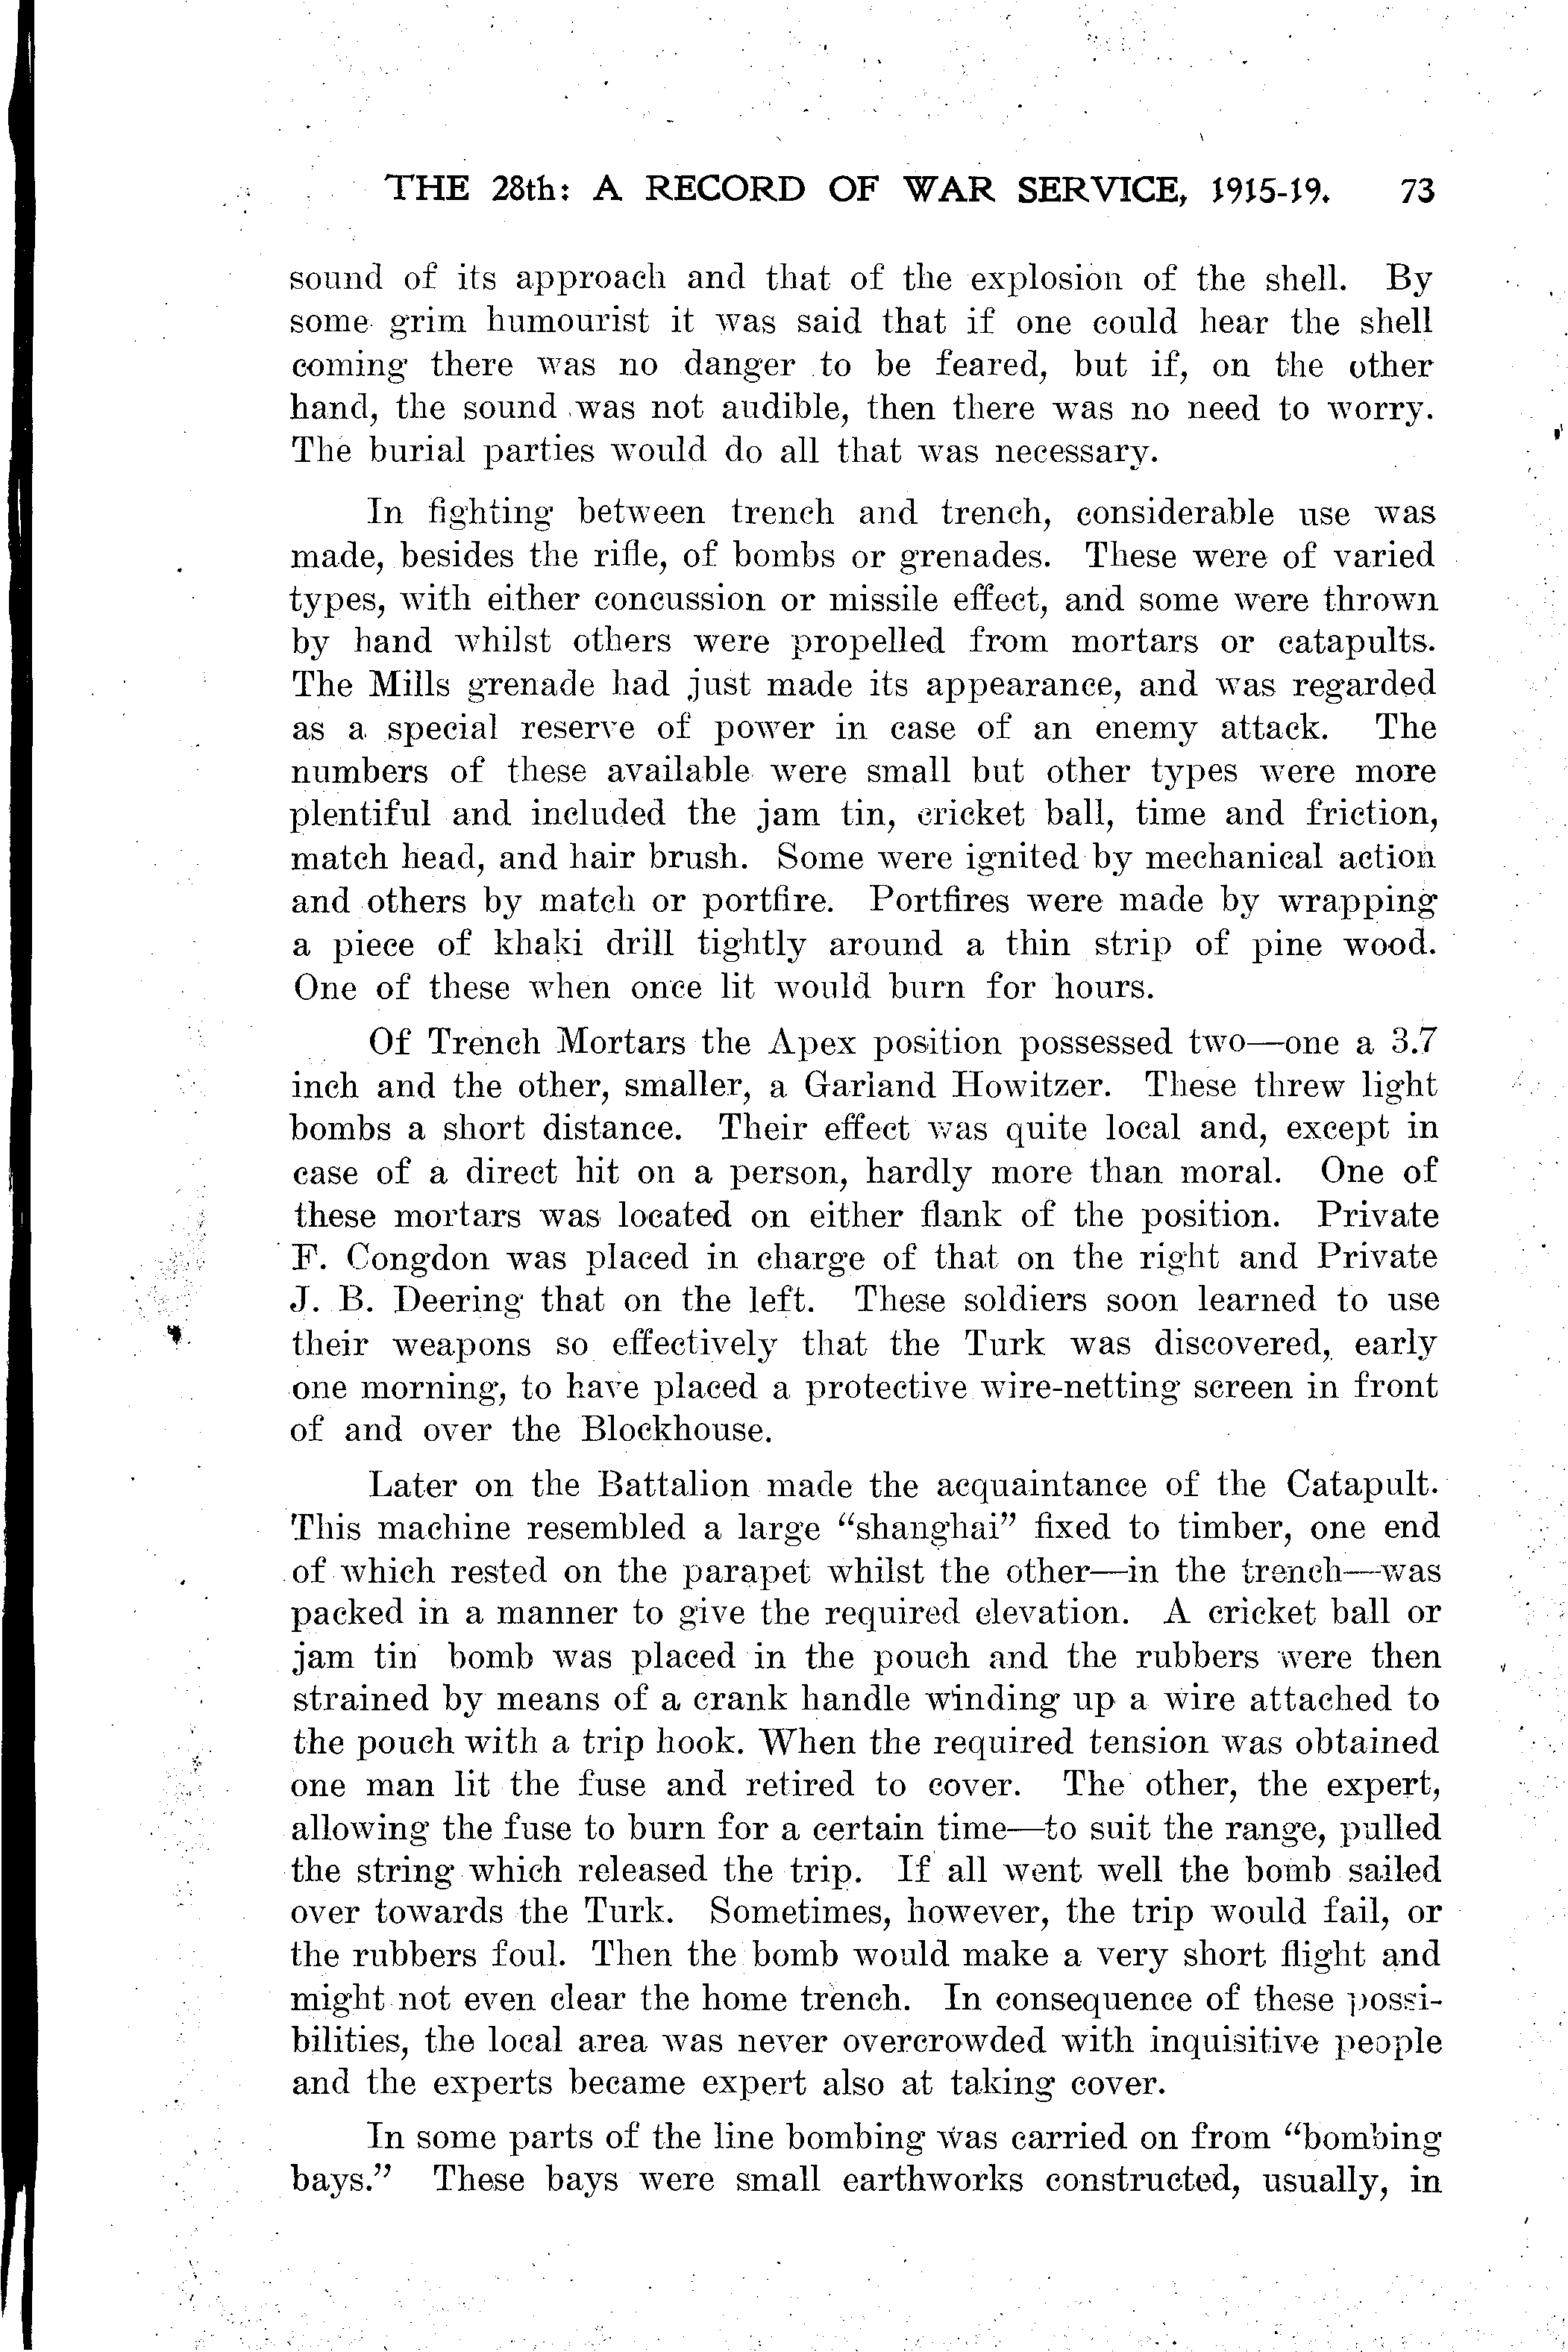 THE 28th: A RECORD OF WAR SERVICE, 1915-19. 73
sound of its approach and that of the explosion of the shell. By
some grim humourist it was said that if one could hear the shell
coming there was no danger to be feared, but if, on the other
hand, the sound was not audible, then there was no need to worry.
The burial parties would do all that was necessary.
In fighting between trench and trench, considerable use was
made, besides the rifle, of bombs or grenades. These were of varied
types, with either concussion or missile effect, and some were thrown
by hand whilst others were propelled from mortars or catapults.
The Mills grenade had just made its appearance, and was regarded
as a special reserve of power in case of an enemy attack. The
numbers of these available were small but other types were more
plentiful and included the jam tin, cricket ball, time and friction,
match head, and hair brush. Some were ignited by mechanical action
and others by match or portfire. Portfires were made by wrapping
a piece of khaki drill tightly around a thin strip of pine wood.
One of these when once lit would burn for hours.
Of Trench Mortars the Apex position possessed two—one a 3.7
inch and the other, smaller, a Garland Howitzer. These threw light
bombs a short distance. Their effect was quite local and, except in
case of a direct hit on a person, hardly more than moral. One of
these mortars was located on either flank of the position. Private
F. Congdon was placed in charge of that on the right and Private
J. B. Deering that on the left. These soldiers soon learned to use
their weapons so effectively that the Turk was discovered, early
one morning, to have placed a protective wire-netting screen in front
of and over the Blockhouse.
Later on the Battalion made the acquaintance of the Catapult.
This machine resembled a large “shanghai” fixed to timber, one end
of which rested on the parapet whilst the other—in the trench—was
packed in a manner to give the required elevation. A cricket ball or
jam tin bomb was placed in the pouch and the rubbers were then
strained by means of a crank handle winding up a wire attached to
the pouch with a trip hook. When the required tension was obtained
one man lit the fuse and retired to cover. The other, the expert,
allowing the fuse to burn for a certain time—to suit the range, pulled
the string which released the trip. If all went well the bomb sailed
over towards the Turk. Sometimes, however, the trip would fail, or
the rubbers foul. Then the bomb would make a very short flight and
might not even clear the home trench. In consequence of these possi-
bilities, the local area was never overcrowded with inquisitive people
and the experts became expert also at taking cover.
In some parts of the line bombing was carried on from “bombing
bays.” These bays were small earthworks constructed, usually, in